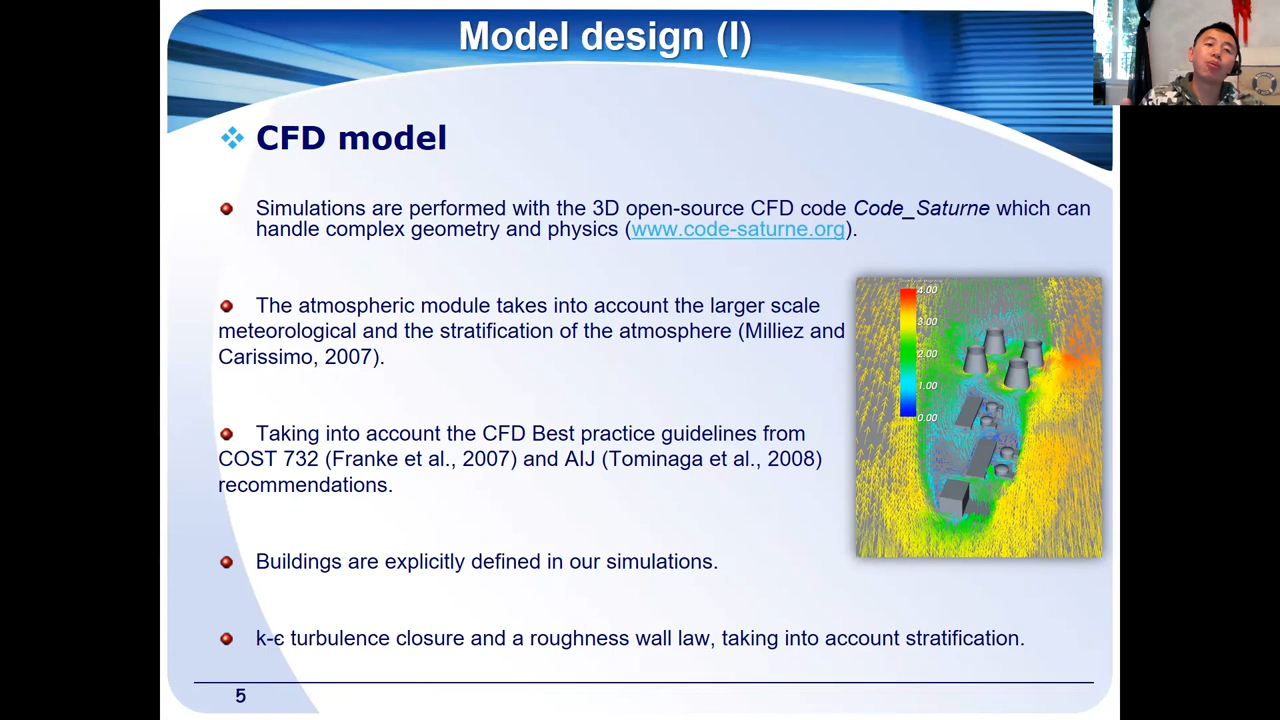 Model design (I)
CFD model
Simulations are performed with the 3D open-source CFD code Code_Saturne which can
handle complex geometry and physics (www.code-saturne.org).
The atmospheric module takes into account the larger scale
meteorological and the stratification of the atmosphere (Milliez and
Carissimo, 2007).
4.00
3.00
2.00
1.00
0.00
Taking into account the CFD Best practice guidelines from
COST 732 (Franke et al., 2007) and AIJ (Tominaga et al., 2008)
recommendations.
Buildings are explicitly defined in our simulations.
k-є turbulence closure and a roughness wall law, taking into account stratification.
5